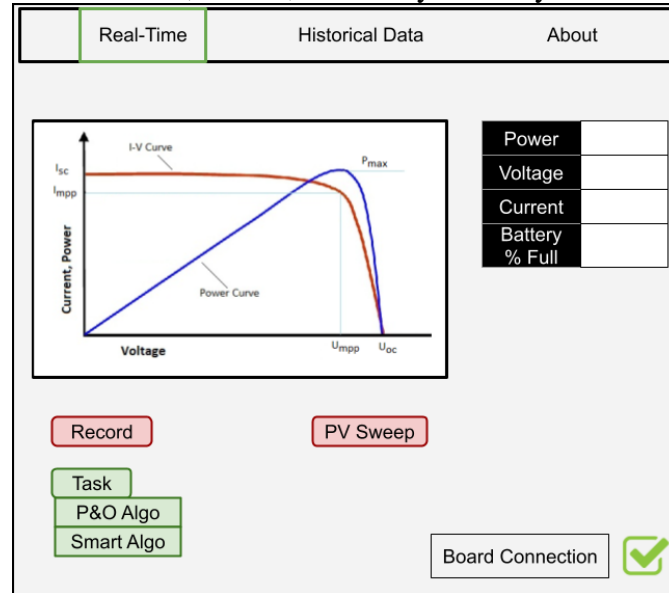 Real-Time
Historical Data
About
I-V Curve
Isc
Impp
Pmax
Current, Power
Power Curve
Voltage
Umpp
Uoc
Power
Voltage
Current
Battery
% Full
Record
PV Sweep
Task
P&O Algo
Smart Algo
Board Connection